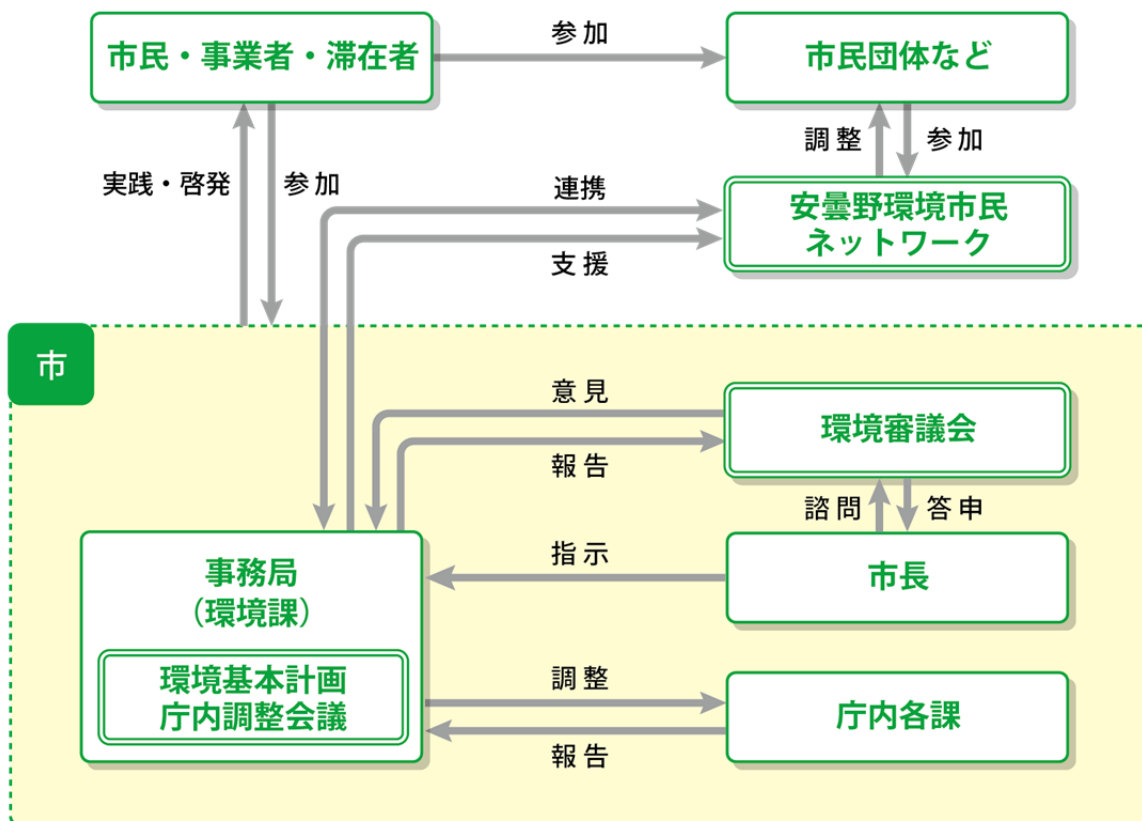 市民・事業者・滞在者
参加
市民団体など
実践・啓発
参加
調整
参加
連携
安曇野環境市民
ネットワーク
支援
市
意見
環境審議会
報告
諮問
答申
事務局
（環境課）
指示
市長
環境基本計画
庁内調整会議
調整
庁内各課
報告